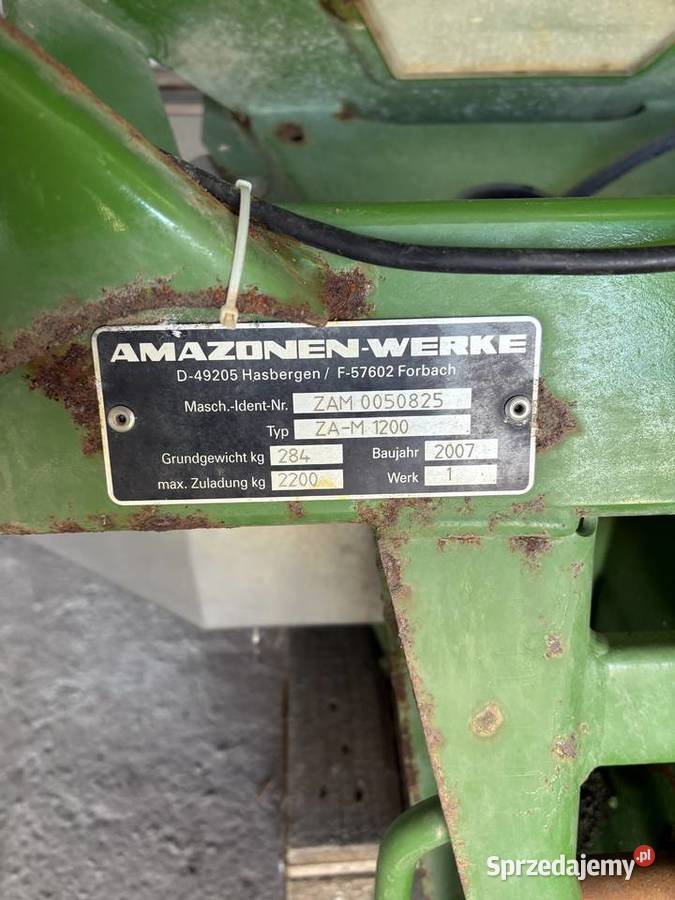 AMAZONEN-WERKE
D-49205 Hasbergen / F-57602 Forbach
Masch.-Ident-Nr. ZAM 0050825
Typ ZA-M 1200
Grundgewicht kg 284 Baujahr 2007
max. Zuladung kg 2200 Werk 1
Sprzedajemy.pl